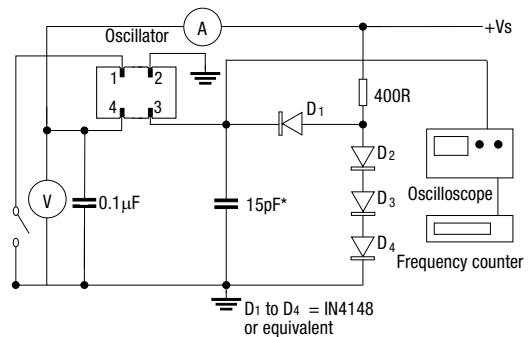 Oscillator
A
+Vs
1 2
4 3
400R
D1
D2
D3
D4
V
0.1µF
15pF*
Oscilloscope
Frequency counter
D1 to D4 = IN4148
or equivalent